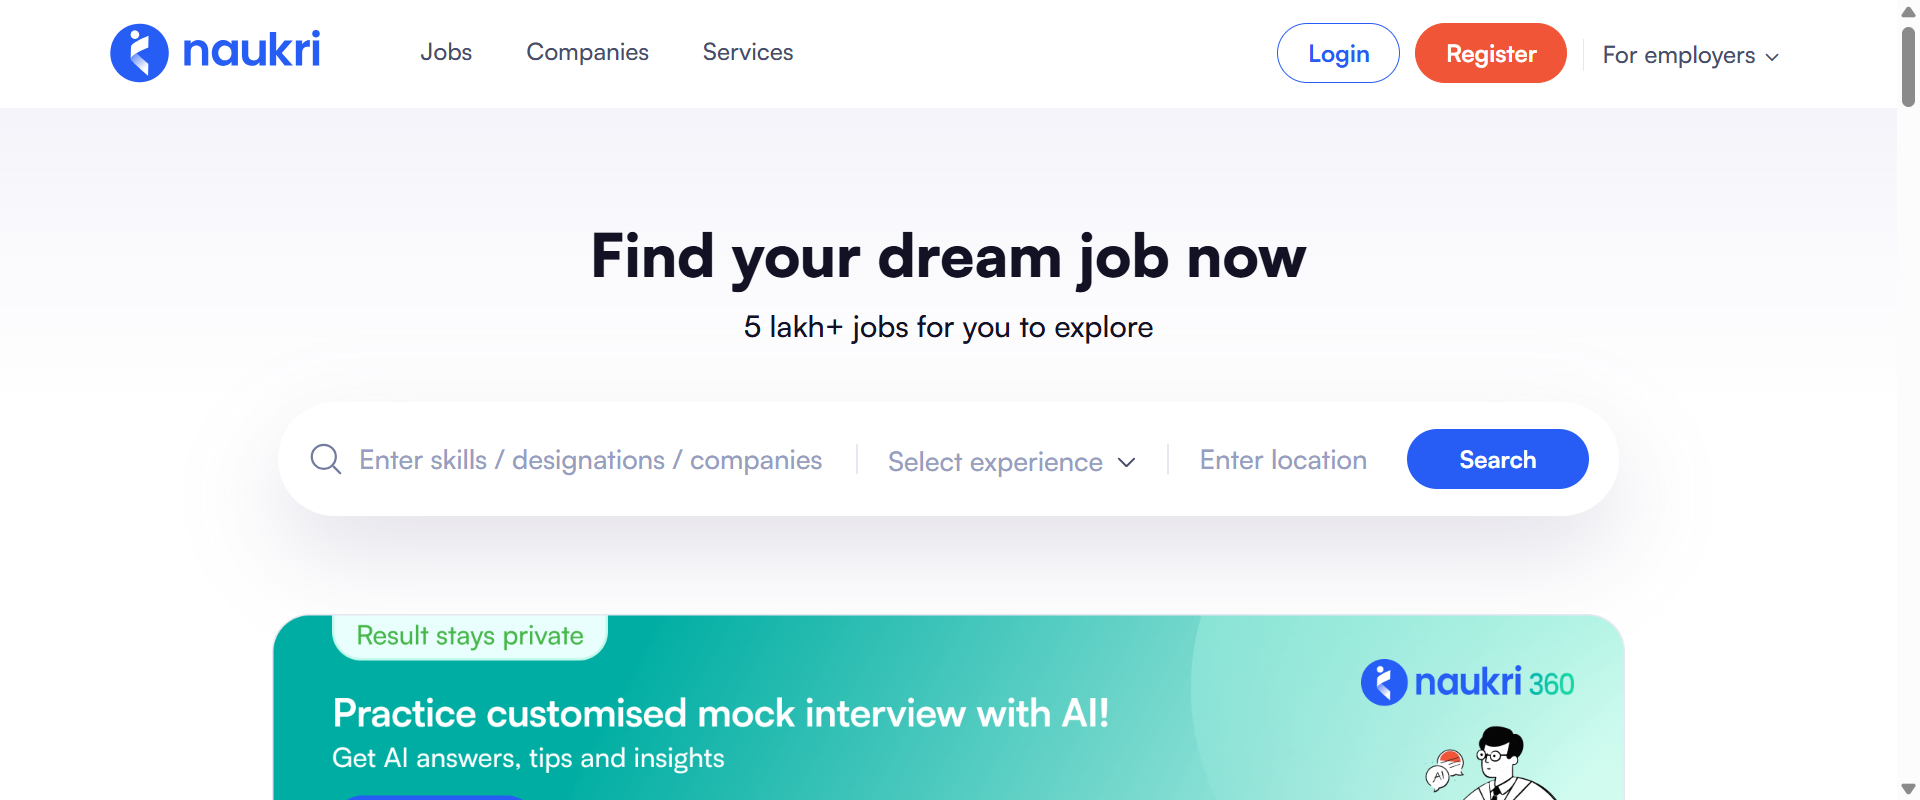 naukri Jobs Companies Services Login Register For employers
Find your dream job now
5 lakh+ jobs for you to explore
Enter skills / designations / companies Select experience Enter location Search
Result stays private
naukri 360
Practice customised mock interview with AI!
Get AI answers, tips and insights
AI